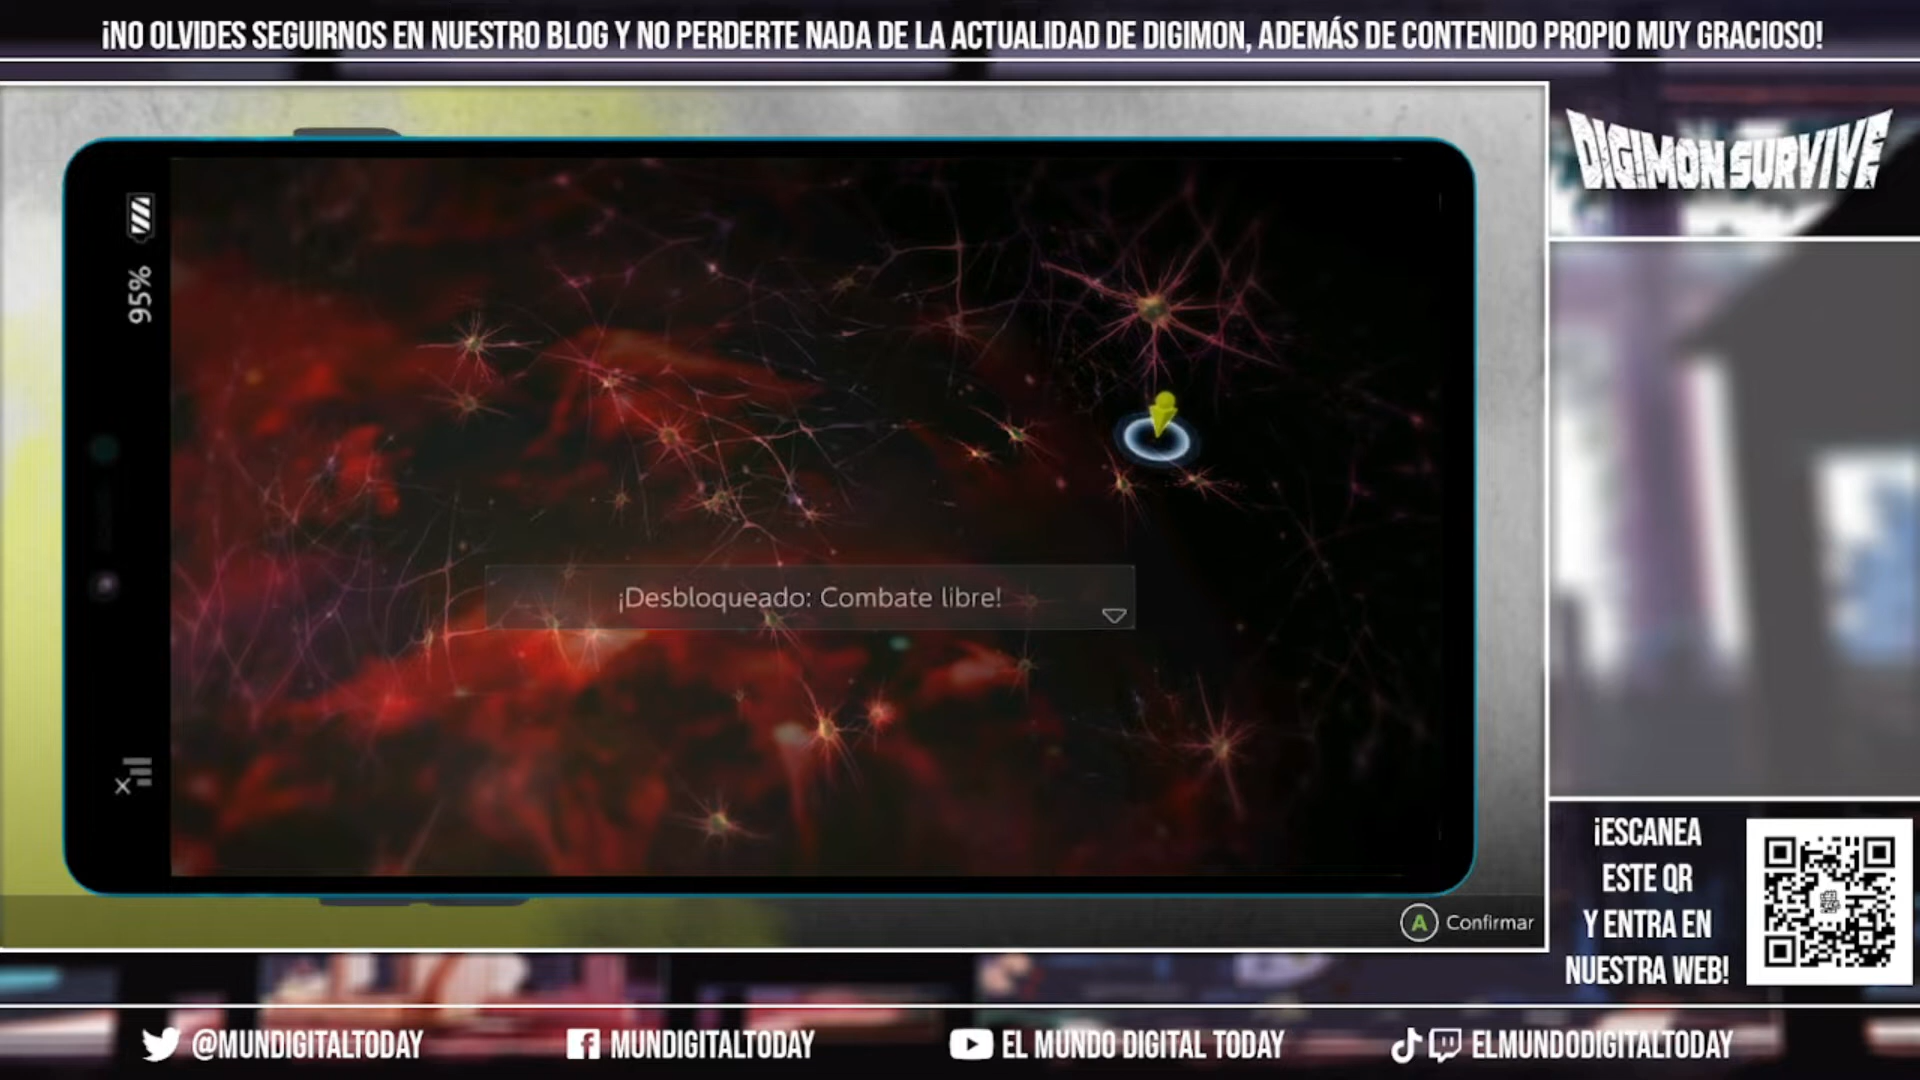 ¡NO OLVIDES SEGUIRNOS EN NUESTRO BLOG Y NO PERDERTE NADA DE LA ACTUALIDAD DE DIGIMON, ADEMÁS DE CONTENIDO PROPIO MUY GRACIOSO!
DIGIMON SURVIVE
95%
¡Desbloqueado: Combate libre!
A Confirmar
¡ESCANEA
ESTE QR
Y ENTRA EN
NUESTRA WEB!
@MUNDIGITALTODAY
MUNDIGITALTODAY
EL MUNDO DIGITAL TODAY
ELMUNDODIGITALTODAY